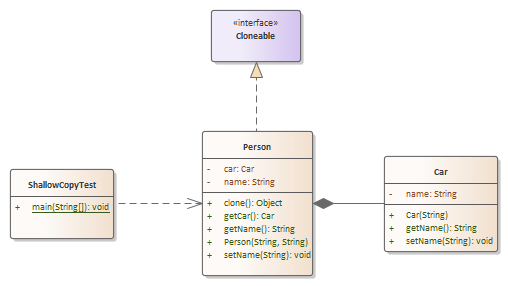 «interface»
Cloneable
Person
- car: Car
- name: String
+ clone(): Object
+ getCar(): Car
+ getName(): String
+ Person(String, String)
+ setName(String): void
ShallowCopyTest
+ main(String[]): void
Car
- name: String
+ Car(String)
+ getName(): String
+ setName(String): void